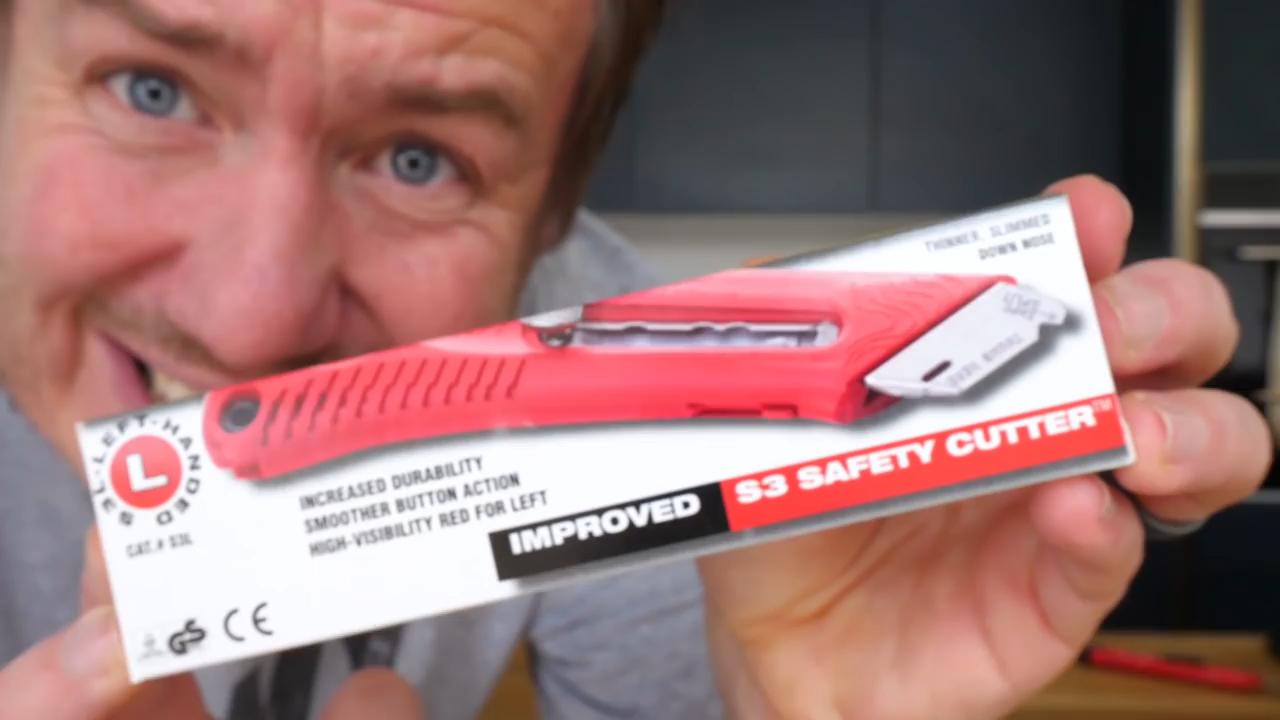 THINNER, SLIMMED
DOWN NOSE
S3L-LEFT-HANDED
L
CAT.# S3L
INCREASED DURABILITY
SMOOTHER BUTTON ACTION
HIGH-VISIBILITY RED FOR LEFT
IMPROVED S3 SAFETY CUTTER™
GS CE